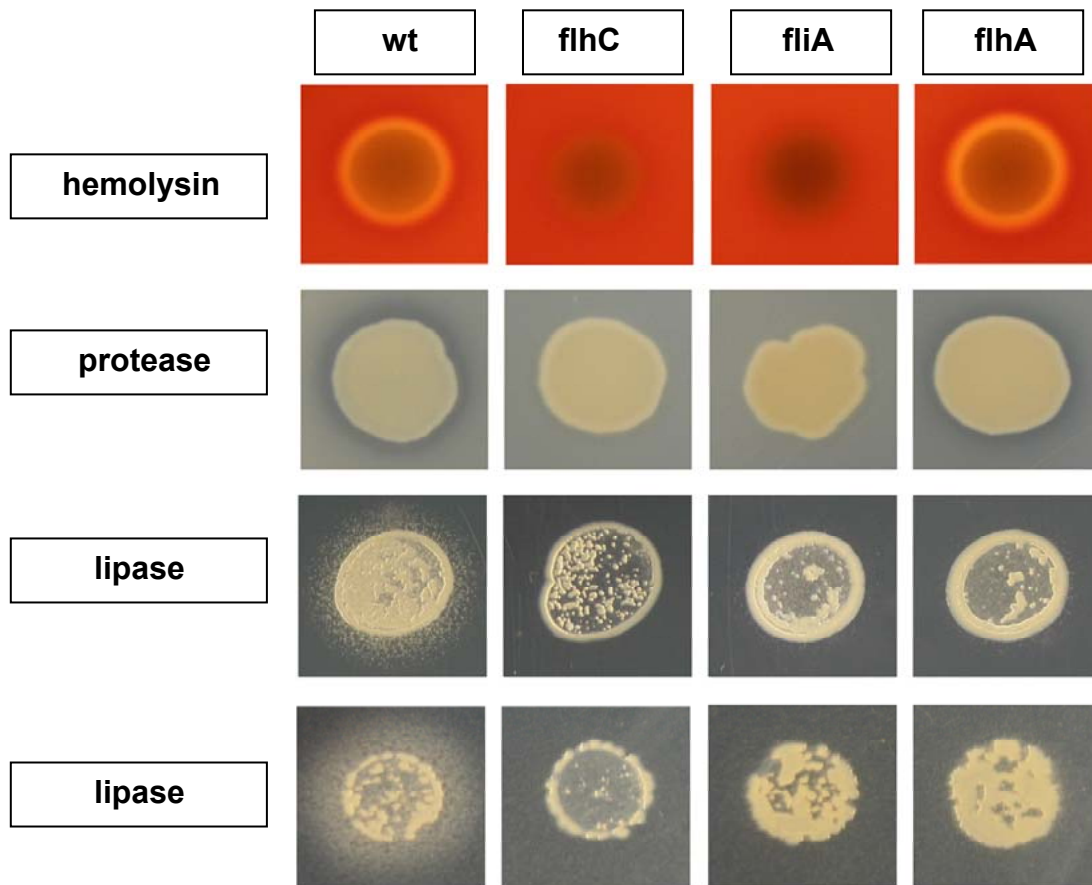 wt flhC fliA flhA
hemolysin
protease
lipase
lipase